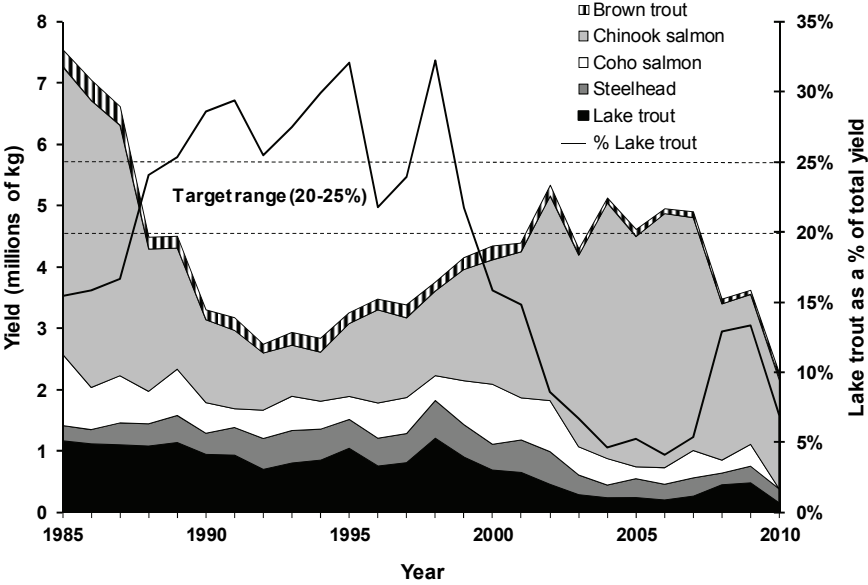 Brown trout
Chinook salmon
Coho salmon
Steelhead
Lake trout
% Lake trout
Target range (20-25%)
Yield (millions of kg)
8
7
6
5
4
3
2
1
0
Lake trout as a % of total yield
35%
30%
25%
20%
15%
10%
5%
0%
1985
1990
1995
2000
2005
2010
Year